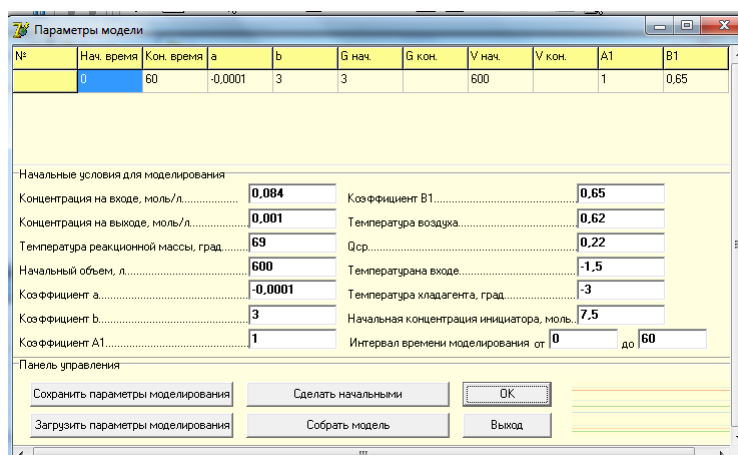 Параметры модели
№ Нач. время Кон. время a b G нач. G кон. V нач. V кон. A1 B1
0 60 -0,0001 3 3 600 1 0,65
Начальные условия для моделирования
Концентрация на входе, моль/л.................. 0,084 Коэффициент B1.................................... 0,65
Концентрация на выходе, моль/л............... 0,001 Температура воздуха............................. 0,62
Температура реакционной массы, град....... 69 Qср........................................................ 0,22
Начальный объем, л................................. 600 Температурана входе............................ -1,5
Коэффициент a........................................ -0,0001 Температура хладагента, град................ -3
Коэффициент b........................................ 3 Начальная концентрация инициатора, моль.. 7,5
Коэффициент A1...................................... 1 Интервал времени моделирования от 0 до 60
Панель управления
Сохранить параметры моделирования Сделать начальными OK
Загрузить параметры моделирования Собрать модель Выход